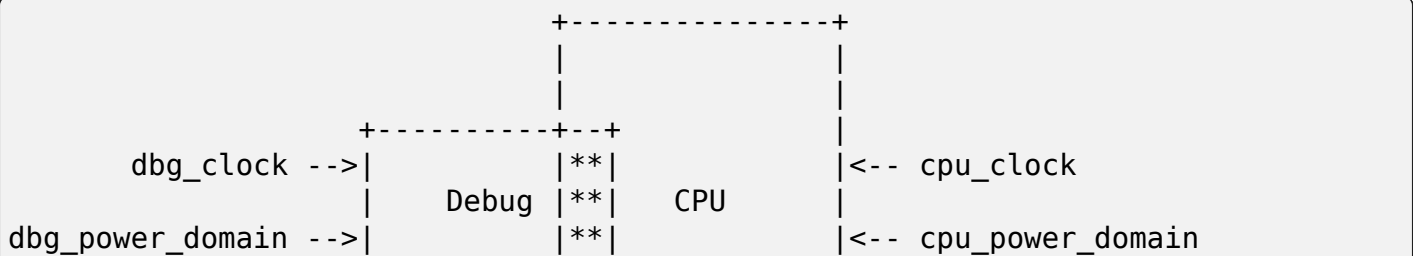 +---------------+
                            |               |
                            |               |
                  +----------+--+            |
      dbg_clock -->|          |**|            |<-- cpu_clock
                  |    Debug |**|   CPU      |
dbg_power_domain -->|          |**|            |<-- cpu_power_domain